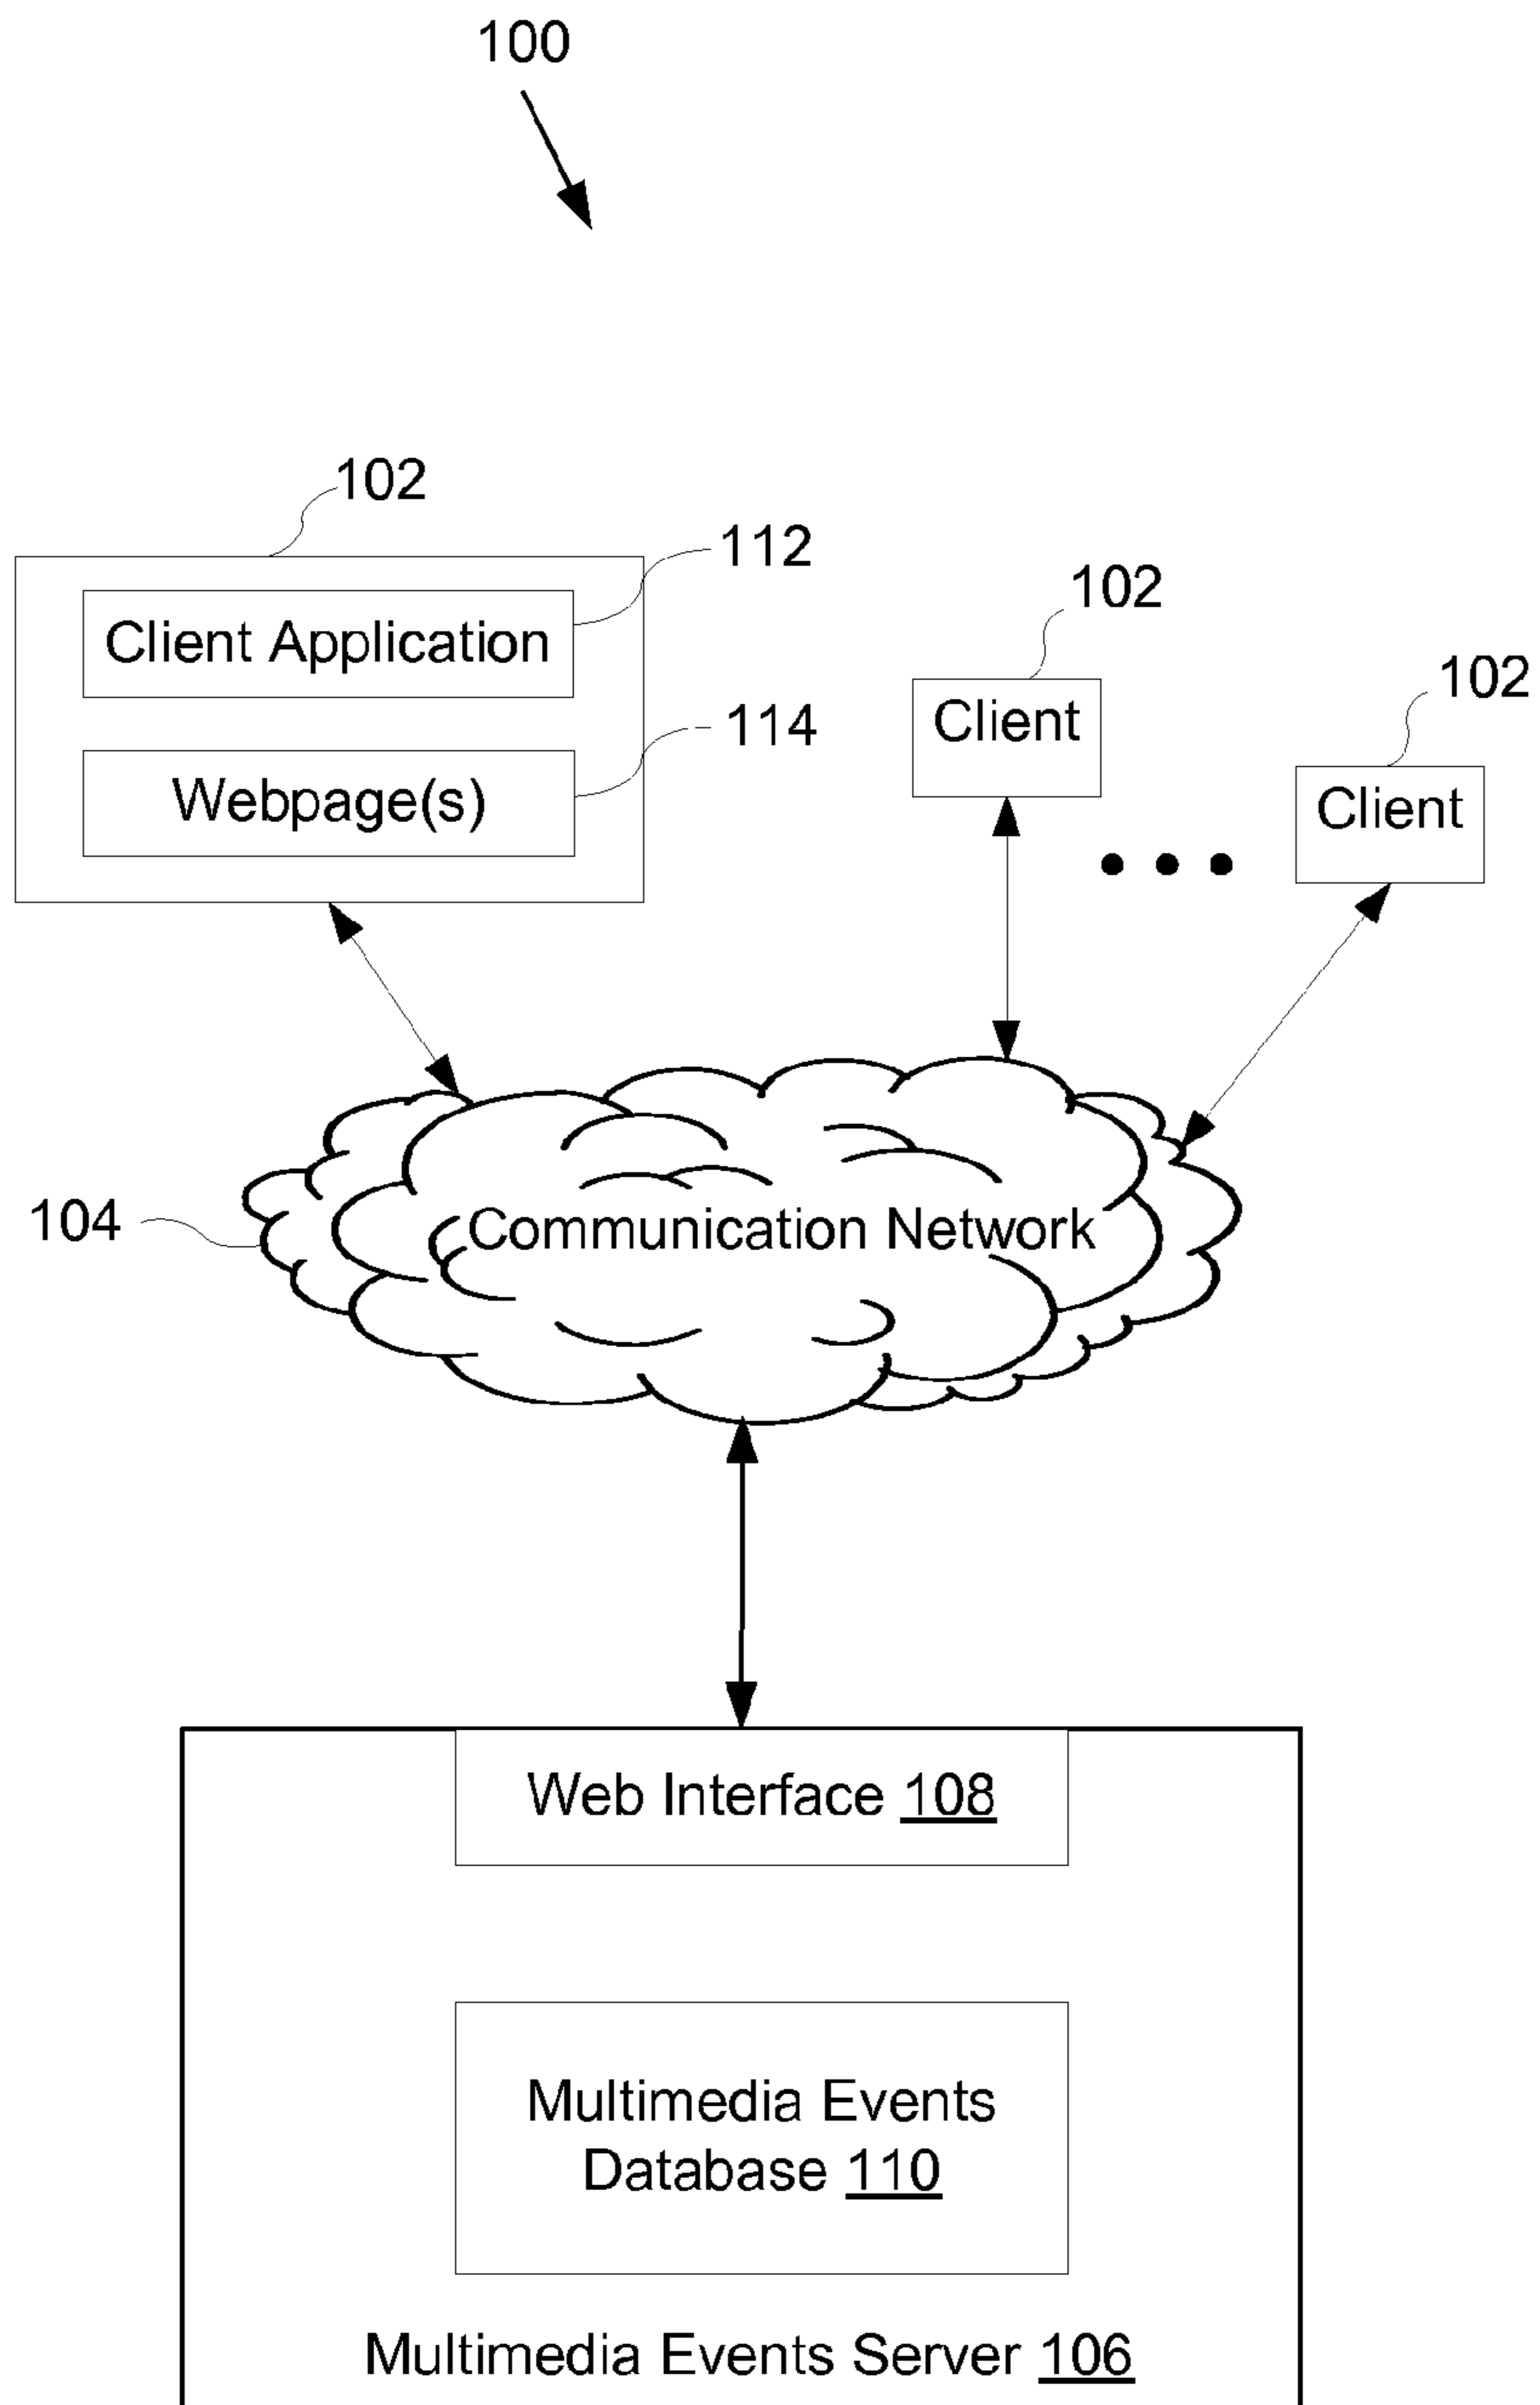 100
102
112
Client Application
114
Webpage(s)
102
Client
102
Client
104
Communication Network
Web Interface 108
Multimedia Events
Database 110
Multimedia Events Server 106